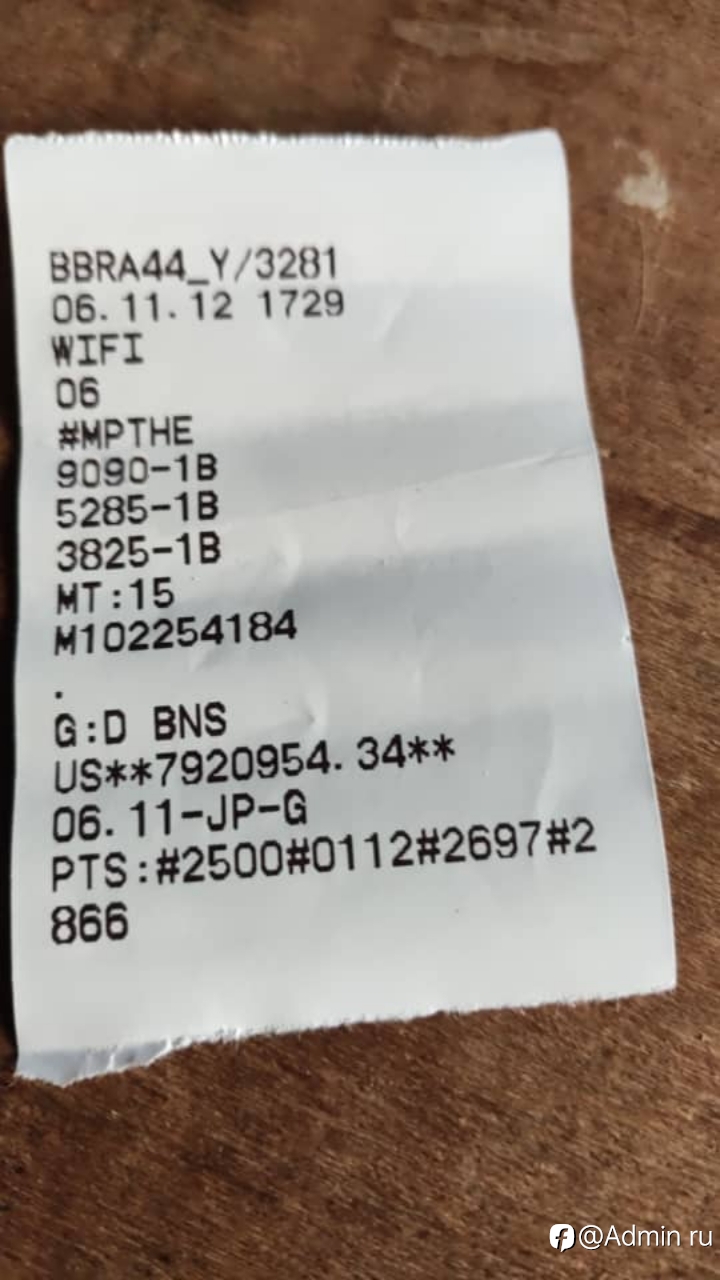 BBRA44_Y/3281
06.11.12 1729
WIFI
06
#MPTHE
9090-1B
5285-1B
3825-1B
MT:15
M102254184
.
G:D BNS
US**7920954.34**
06.11-JP-G
PTS:#2500#0112#2697#2
866
@Admin ru